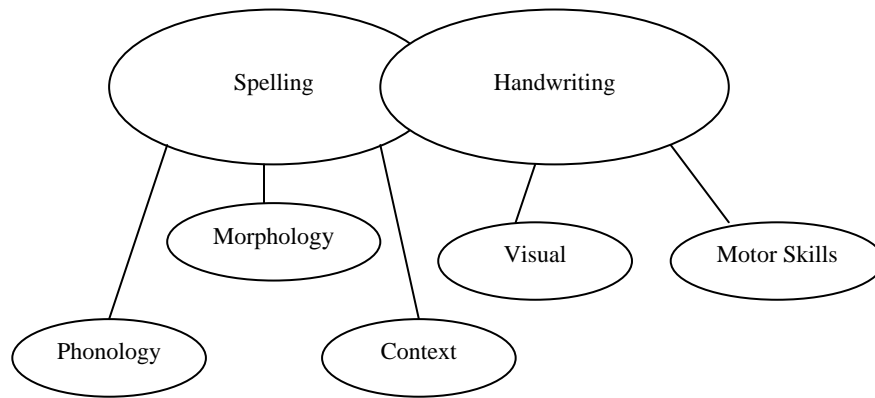 Spelling
Handwriting
Morphology
Visual
Motor Skills
Phonology
Context